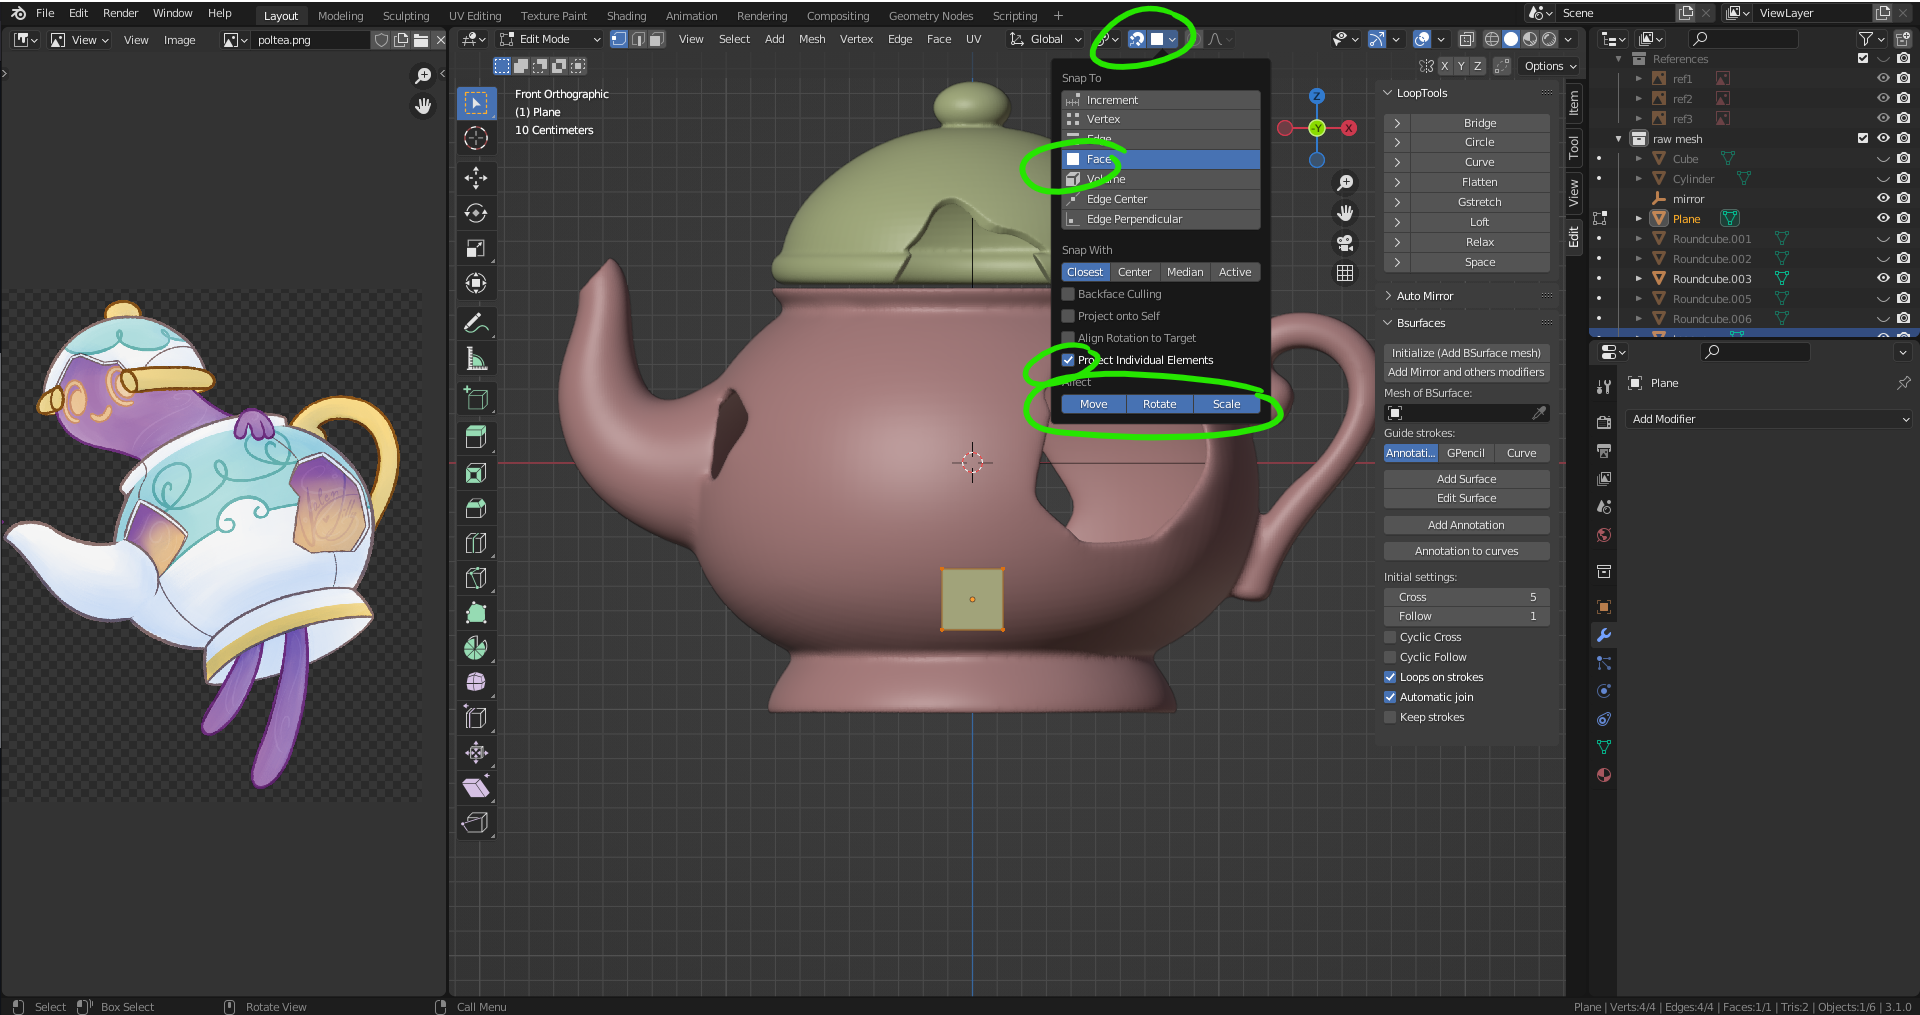 File Edit Render Window Help
Layout Modeling Sculpting UV Editing Texture Paint Shading Animation Rendering Compositing Geometry Nodes Scripting +
Scene
ViewLayer
View View Image poltea.png
Edit Mode View Select Add Mesh Vertex Edge Face UV Global
X Y Z Options
Front Orthographic
(1) Plane
10 Centimeters
Snap To
Increment
Vertex
Edge
Face
Volume
Edge Center
Edge Perpendicular
Snap With
Closest Center Median Active
Backface Culling
Project onto Self
Align Rotation to Target
Project Individual Elements
Affect
Move Rotate Scale
Z
-Y
X
LoopTools
Bridge
Circle
Curve
Flatten
Gstretch
Loft
Relax
Space
Auto Mirror
Bsurfaces
Initialize (Add BSurface mesh)
Add Mirror and others modifiers
Mesh of BSurface:
Guide strokes:
Annotati... GPencil Curve
Add Surface
Edit Surface
Add Annotation
Annotation to curves
Initial settings:
Cross 5
Follow 1
Cyclic Cross
Cyclic Follow
Loops on strokes
Automatic join
Keep strokes
Item
Tool
View
Edit
References
ref1
ref2
ref3
raw mesh
Cube
Cylinder
mirror
Plane
Roundcube.001
Roundcube.002
Roundcube.003
Roundcube.005
Roundcube.006
Plane
Add Modifier
Select Box Select Rotate View Call Menu
Plane | Verts:4/4 | Edges:4/4 | Faces:1/1 | Tris:2 | Objects:1/6 | 3.1.0